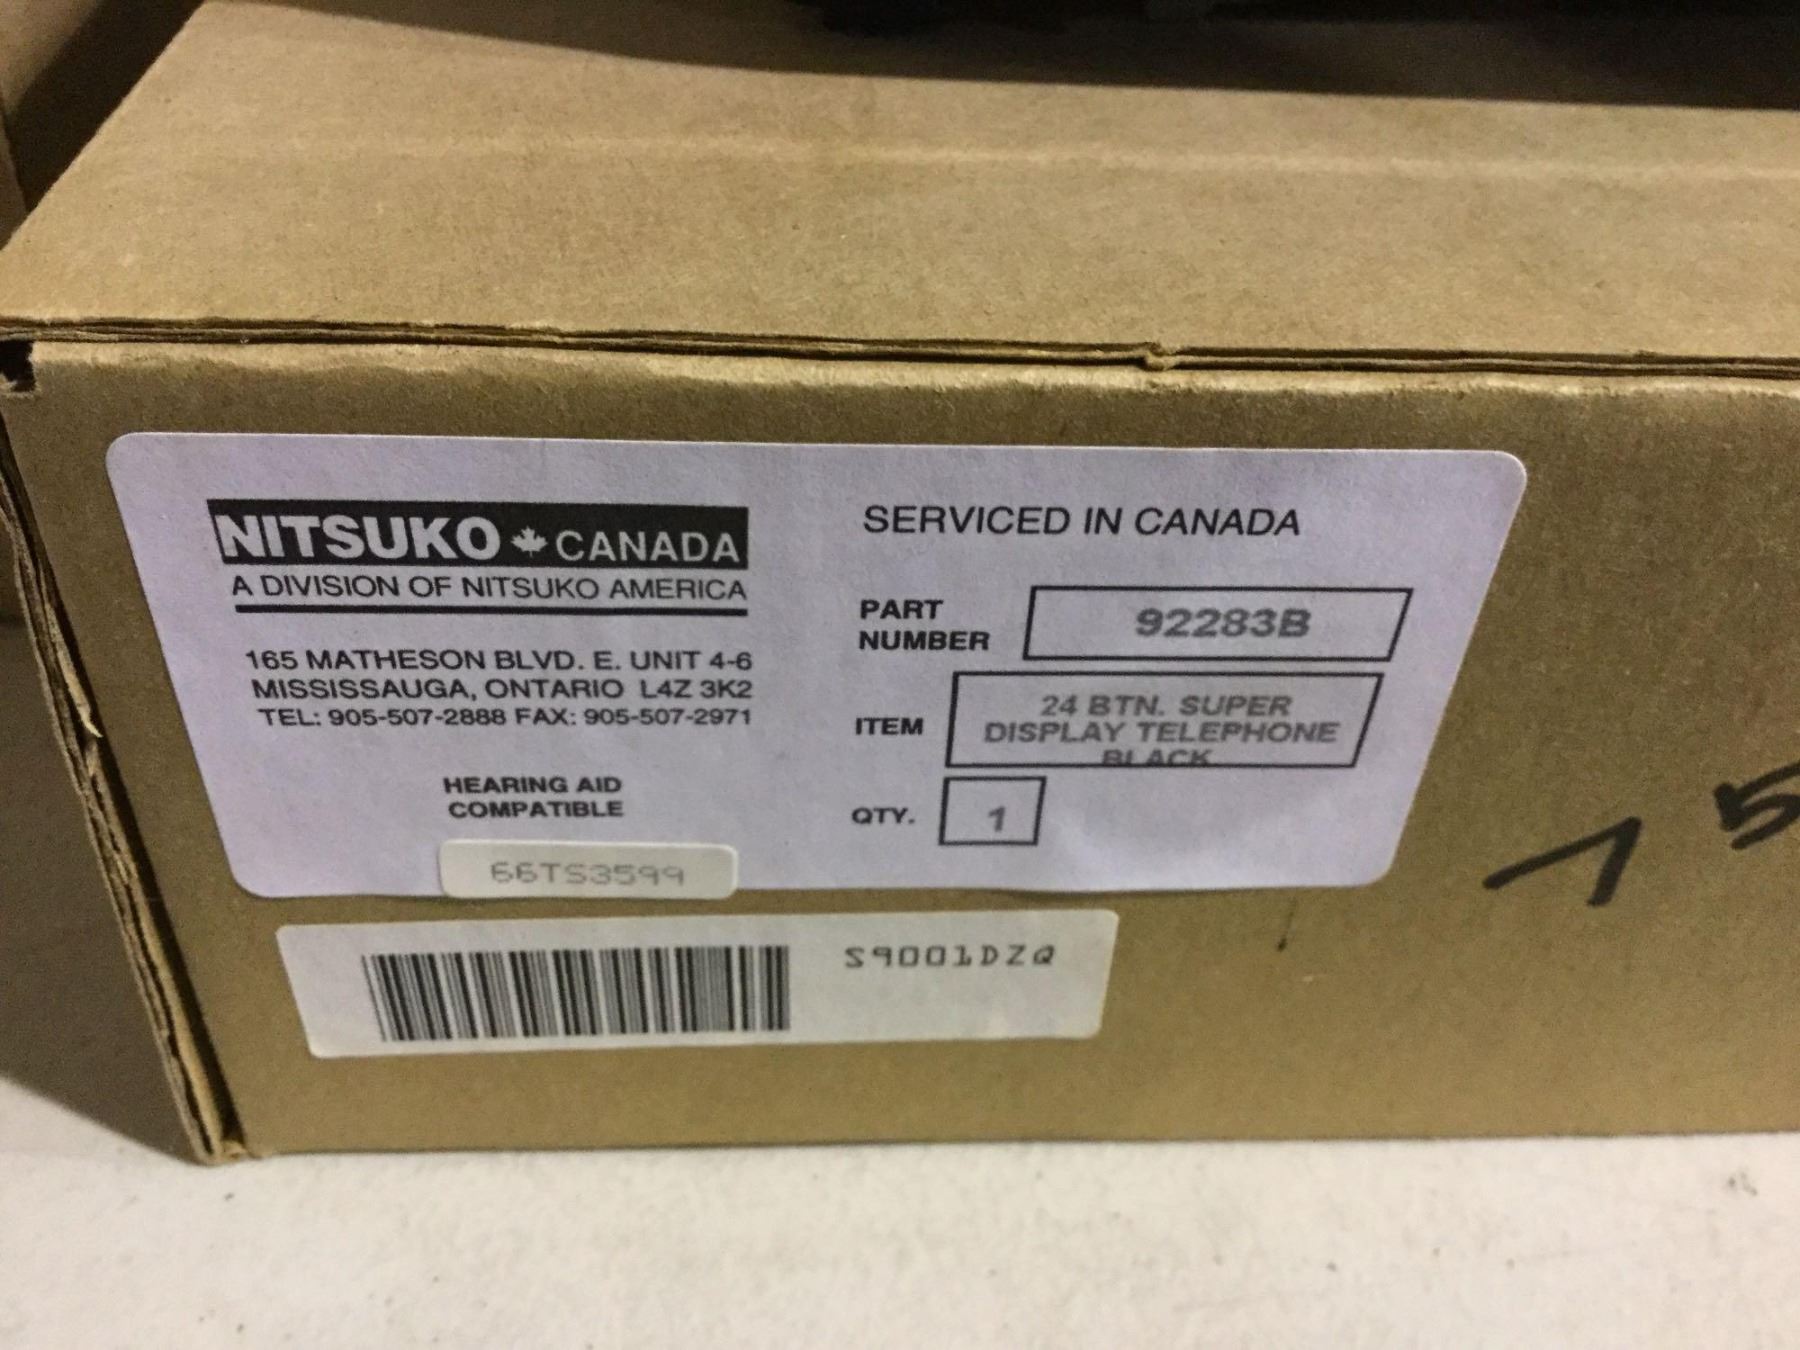 NITSUKO CANADA
A DIVISION OF NITSUKO AMERICA
165 MATHESON BLVD. E. UNIT 4-6
MISSISSAUGA, ONTARIO L4Z 3K2
TEL: 905-507-2888 FAX: 905-507-2971
HEARING AID
COMPATIBLE
66TS3599
SERVICED IN CANADA
PART
NUMBER
92283B
ITEM
24 BTN. SUPER
DISPLAY TELEPHONE
BLACK
QTY.
1
S9001DZQ
15